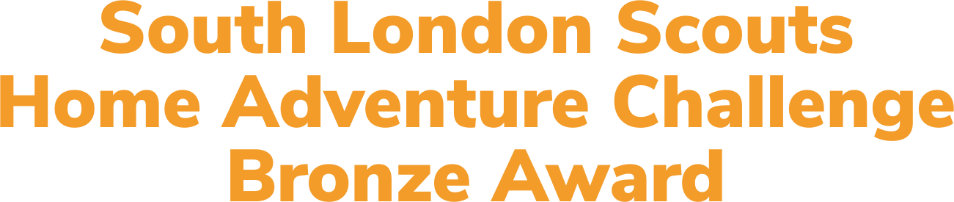 South London Scouts
Home Adventure Challenge
Bronze Award